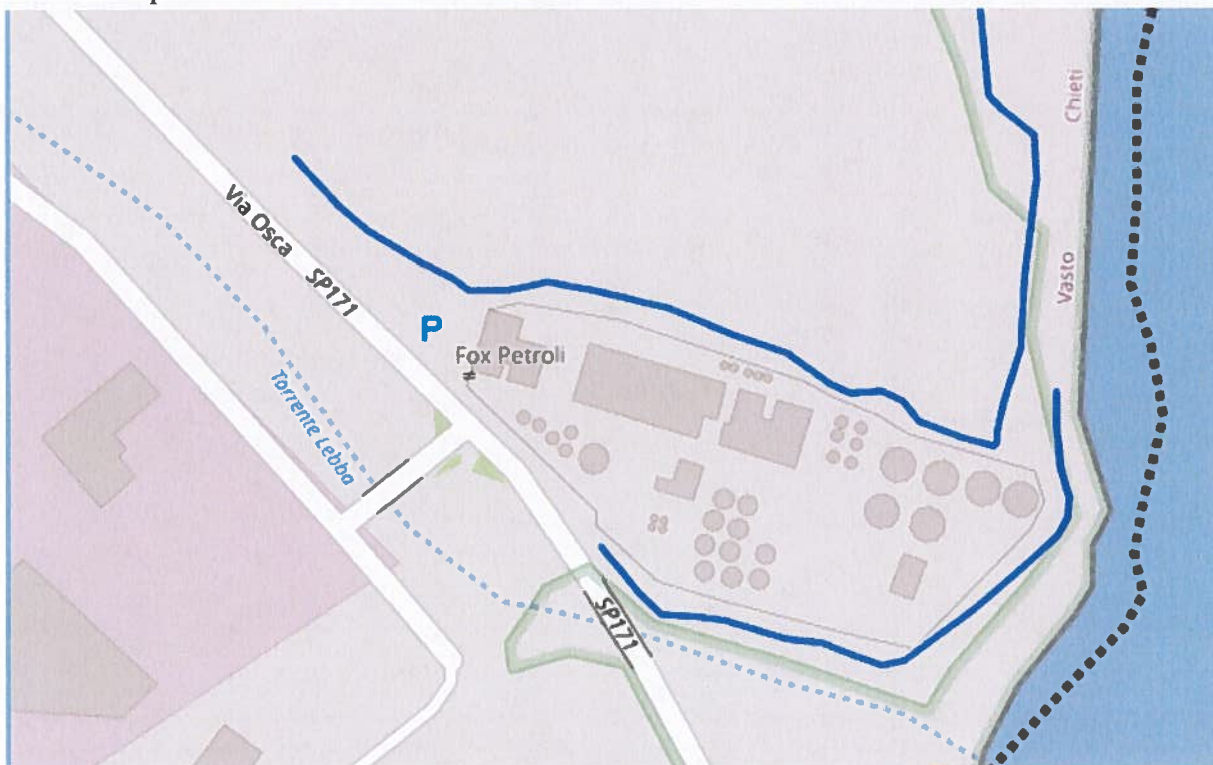 Chieti
Vasto
Via Osca
SP171
P
Fox Petroli
Torrente Lebba
SP171